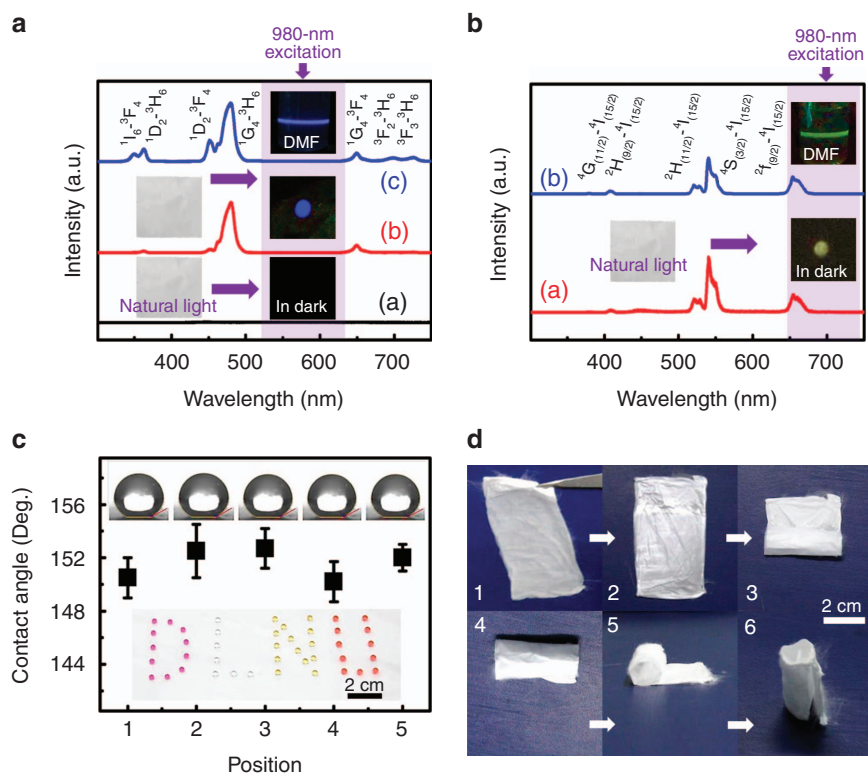 a
980-nm
excitation
¹I₆-³F₄
¹D₂-³H₆
¹D₂-³F₄
¹G₄-³H₆
¹G₄-³F₄
³F₂-³H₆
³F₃-³H₆
DMF
(c)
(b)
Natural light
In dark
(a)
Intensity (a.u.)
400 500 600 700
Wavelength (nm)
b
980-nm
excitation
⁴G₍₁₁/₂₎-⁴I₍₁₅/₂₎
²H₍₉/₂₎-⁴I₍₁₅/₂₎
²H₍₁₁/₂₎-⁴I₍₁₅/₂₎
⁴S₍₃/₂₎-⁴I₍₁₅/₂₎
²f₍₉/₂₎-⁴I₍₁₅/₂₎
DMF
(b)
Natural light
In dark
(a)
Intensity (a.u.)
400 500 600 700
Wavelength (nm)
c
Contact angle (Deg.)
156
152
148
144
DLNU
2 cm
1 2 3 4 5
Position
d
1 2 3
2 cm
4 5 6